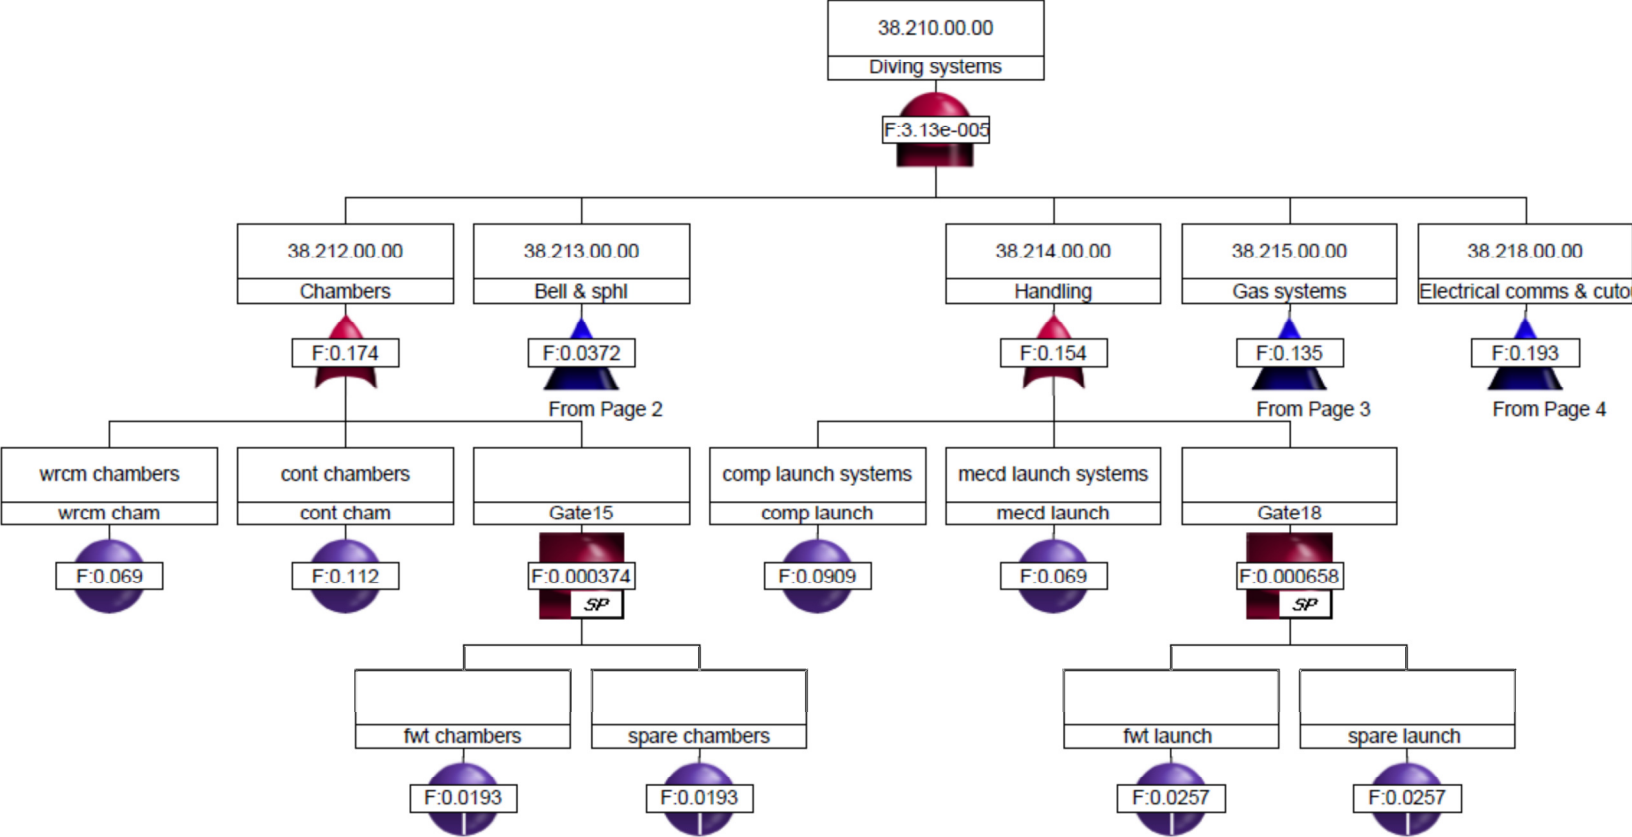 38.210.00.00
Diving systems
F:3.13e-005
38.212.00.00
Chambers
F:0.174
38.213.00.00
Bell & sphl
F:0.0372
From Page 2
38.214.00.00
Handling
F:0.154
38.215.00.00
Gas systems
F:0.135
From Page 3
38.218.00.00
Electrical comms & cuto
F:0.193
From Page 4
wrcm chambers
wrcm cham
F:0.069
cont chambers
cont cham
F:0.112
Gate15
F:0.000374
SP
comp launch systems
comp launch
F:0.0909
mecd launch systems
mecd launch
F:0.069
Gate18
F:0.000658
SP
fwt chambers
F:0.0193
spare chambers
F:0.0193
fwt launch
F:0.0257
spare launch
F:0.0257